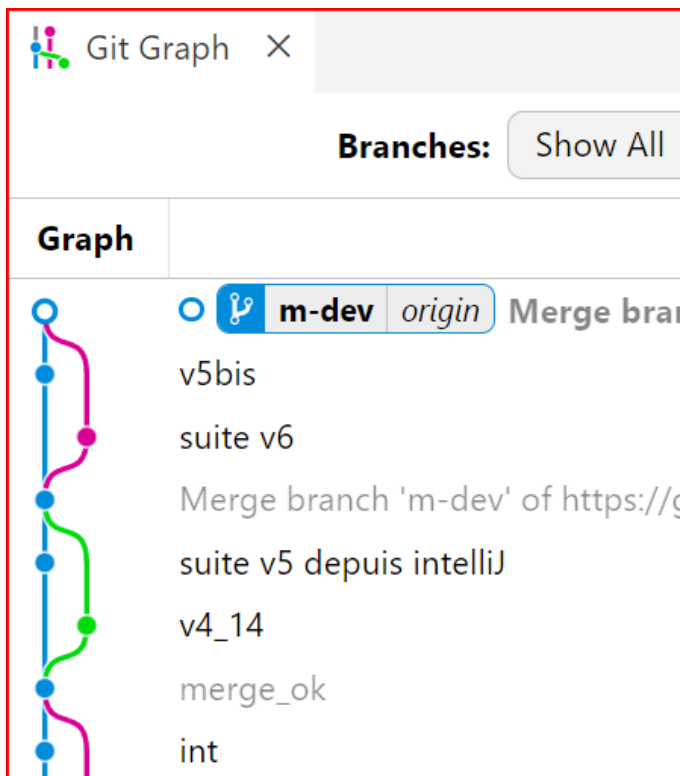 Git Graph
Branches: Show All
Graph
m-dev origin Merge
v5bis
suite v6
Merge branch 'm-dev' of https://
suite v5 depuis intelliJ
v4_14
merge_ok
int